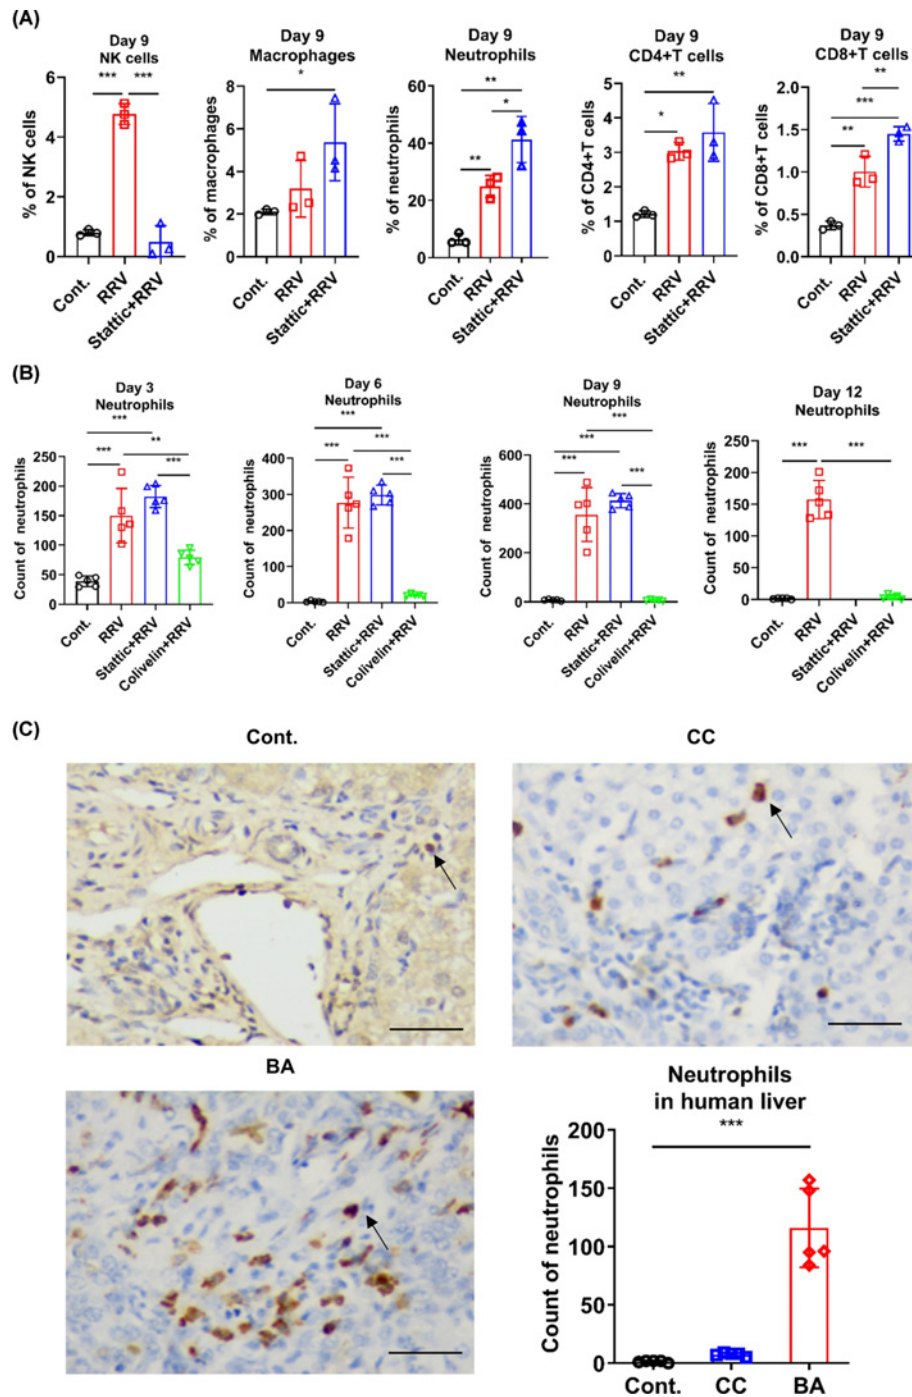 (A)
Day 9
NK cells
*** ***
% of NK cells
6
4
2
0
Cont.
RRV
Stattic+RRV
Day 9
Macrophages
*
% of macrophages
8
6
4
2
0
Cont.
RRV
Stattic+RRV
Day 9
Neutrophils
**
*
**
% of neutrophils
60
40
20
0
Cont.
RRV
Stattic+RRV
Day 9
CD4+T cells
**
*
% of CD4+T cells
5
4
3
2
1
0
Cont.
RRV
Stattic+RRV
Day 9
CD8+T cells
**
***
**
% of CD8+T cells
2.0
1.5
1.0
0.5
0.0
Cont.
RRV
Stattic+RRV
(B)
Day 3
Neutrophils
***
*** **
***
Count of neutrophils
250
200
150
100
50
0
Cont.
RRV
Stattic+RRV
Colivelin+RRV
Day 6
Neutrophils
***
*** ***
***
Count of neutrophils
400
300
200
100
0
Cont.
RRV
Stattic+RRV
Colivelin+RRV
Day 9
Neutrophils
***
***
*** ***
Count of neutrophils
600
400
200
0
Cont.
RRV
Stattic+RRV
Colivelin+RRV
Day 12
Neutrophils
*** ***
Count of neutrophils
250
200
150
100
50
0
Cont.
RRV
Stattic+RRV
Colivelin+RRV
(C)
Cont.
CC
BA
Neutrophils
in human liver
***
Count of neutrophils
200
150
100
50
0
Cont. CC BA